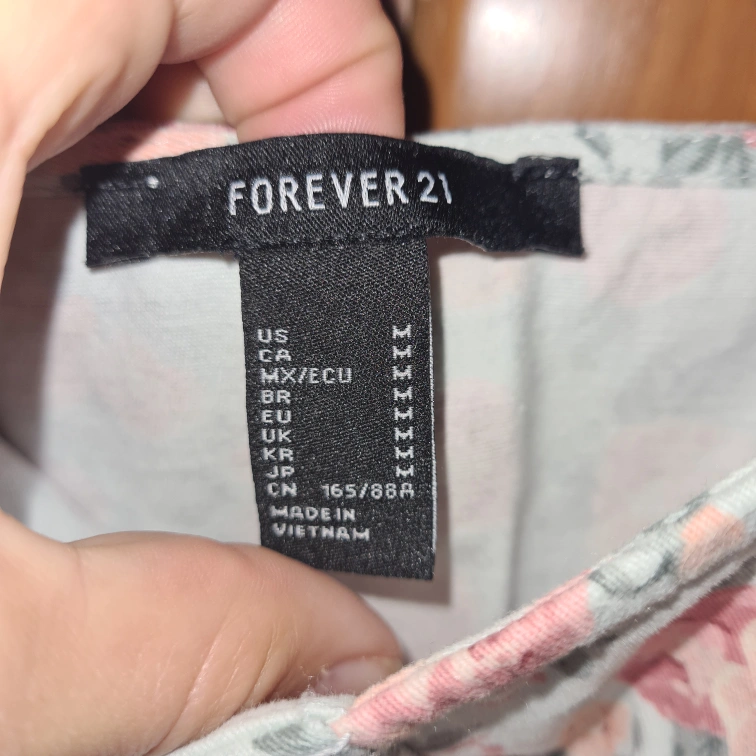 FOREVER 21
US M
CA M
MX/ECU M
BR M
EU M
UK M
KR M
JP M
CN 165/88A
MADE IN
VIETNAM